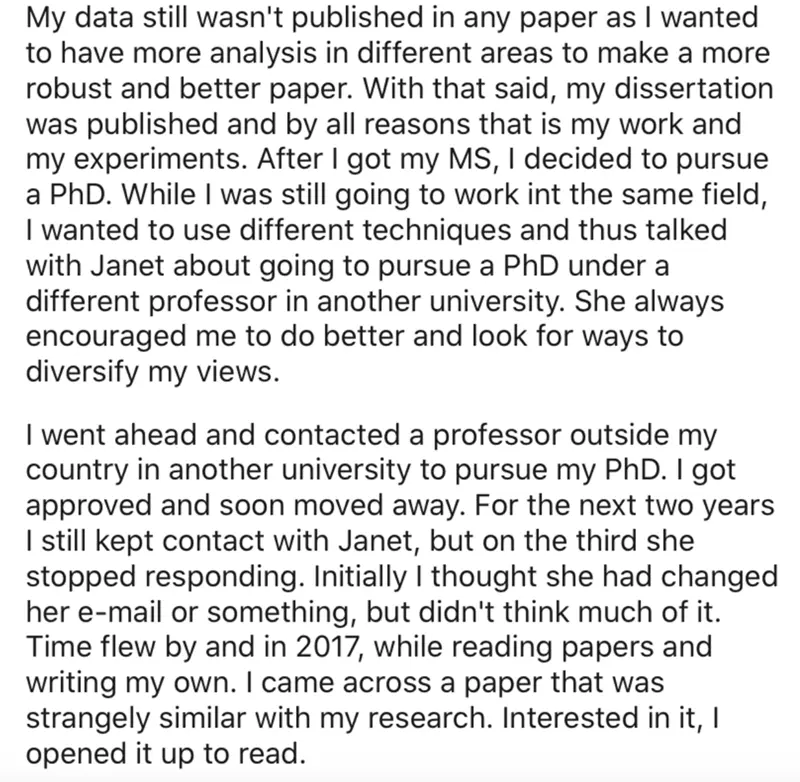 My data still wasn't published in any paper as I wanted
to have more analysis in different areas to make a more
robust and better paper. With that said, my dissertation
was published and by all reasons that is my work and
my experiments. After I got my MS, I decided to pursue
a PhD. While I was still going to work int the same field,
I wanted to use different techniques and thus talked
with Janet about going to pursue a PhD under a
different professor in another university. She always
encouraged me to do better and look for ways to
diversify my views.
I went ahead and contacted a professor outside my
country in another university to pursue my PhD. I got
approved and soon moved away. For the next two years
I still kept contact with Janet, but on the third she
stopped responding. Initially I thought she had changed
her e-mail or something, but didn't think much of it.
Time flew by and in 2017, while reading papers and
writing my own. I came across a paper that was
strangely similar with my research. Interested in it, I
opened it up to read.